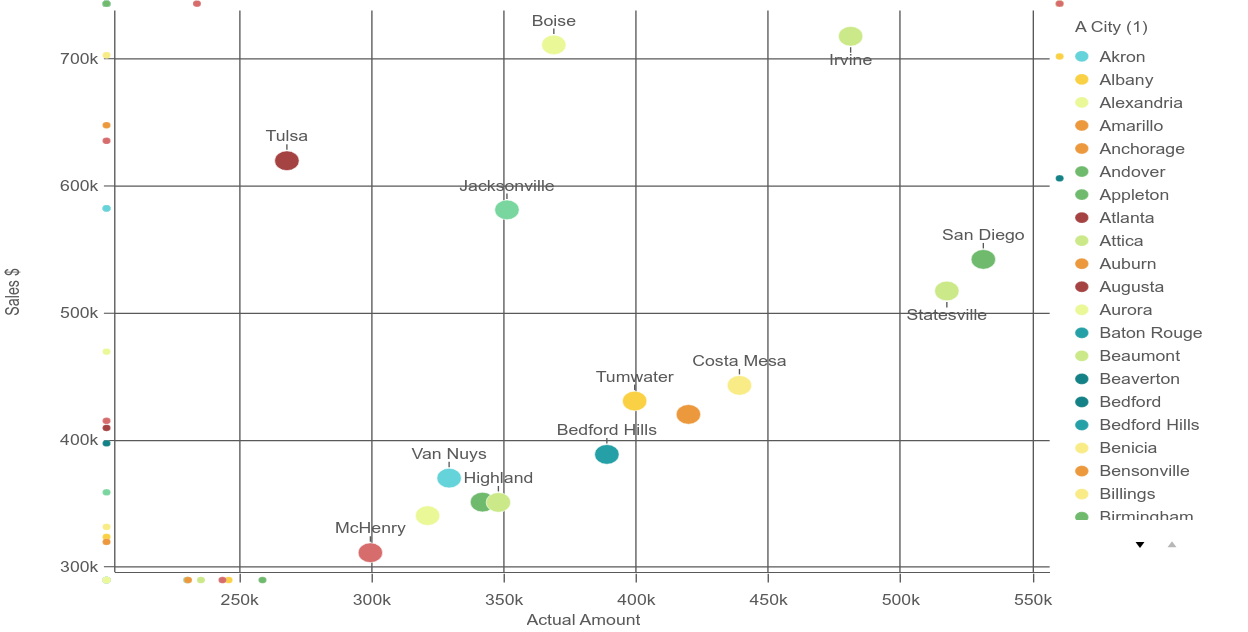 Boise
A City (1)
700k
Irvine
Akron
Albany
Alexandria
Amarillo
Tulsa
Anchorage
Andover
600k
Jacksonville
Appleton
Atlanta
San Diego
Attica
Auburn
Sales $
Augusta
500k
Statesville
Aurora
Baton Rouge
Costa Mesa
Beaumont
Tumwater
Beaverton
Bedford
Bedford Hills
Bedford Hills
400k
Van Nuys
Benicia
Highland
Bensonville
Billings
McHenry
Birmingham
300k
250k 300k 350k 400k 450k 500k 550k
Actual Amount